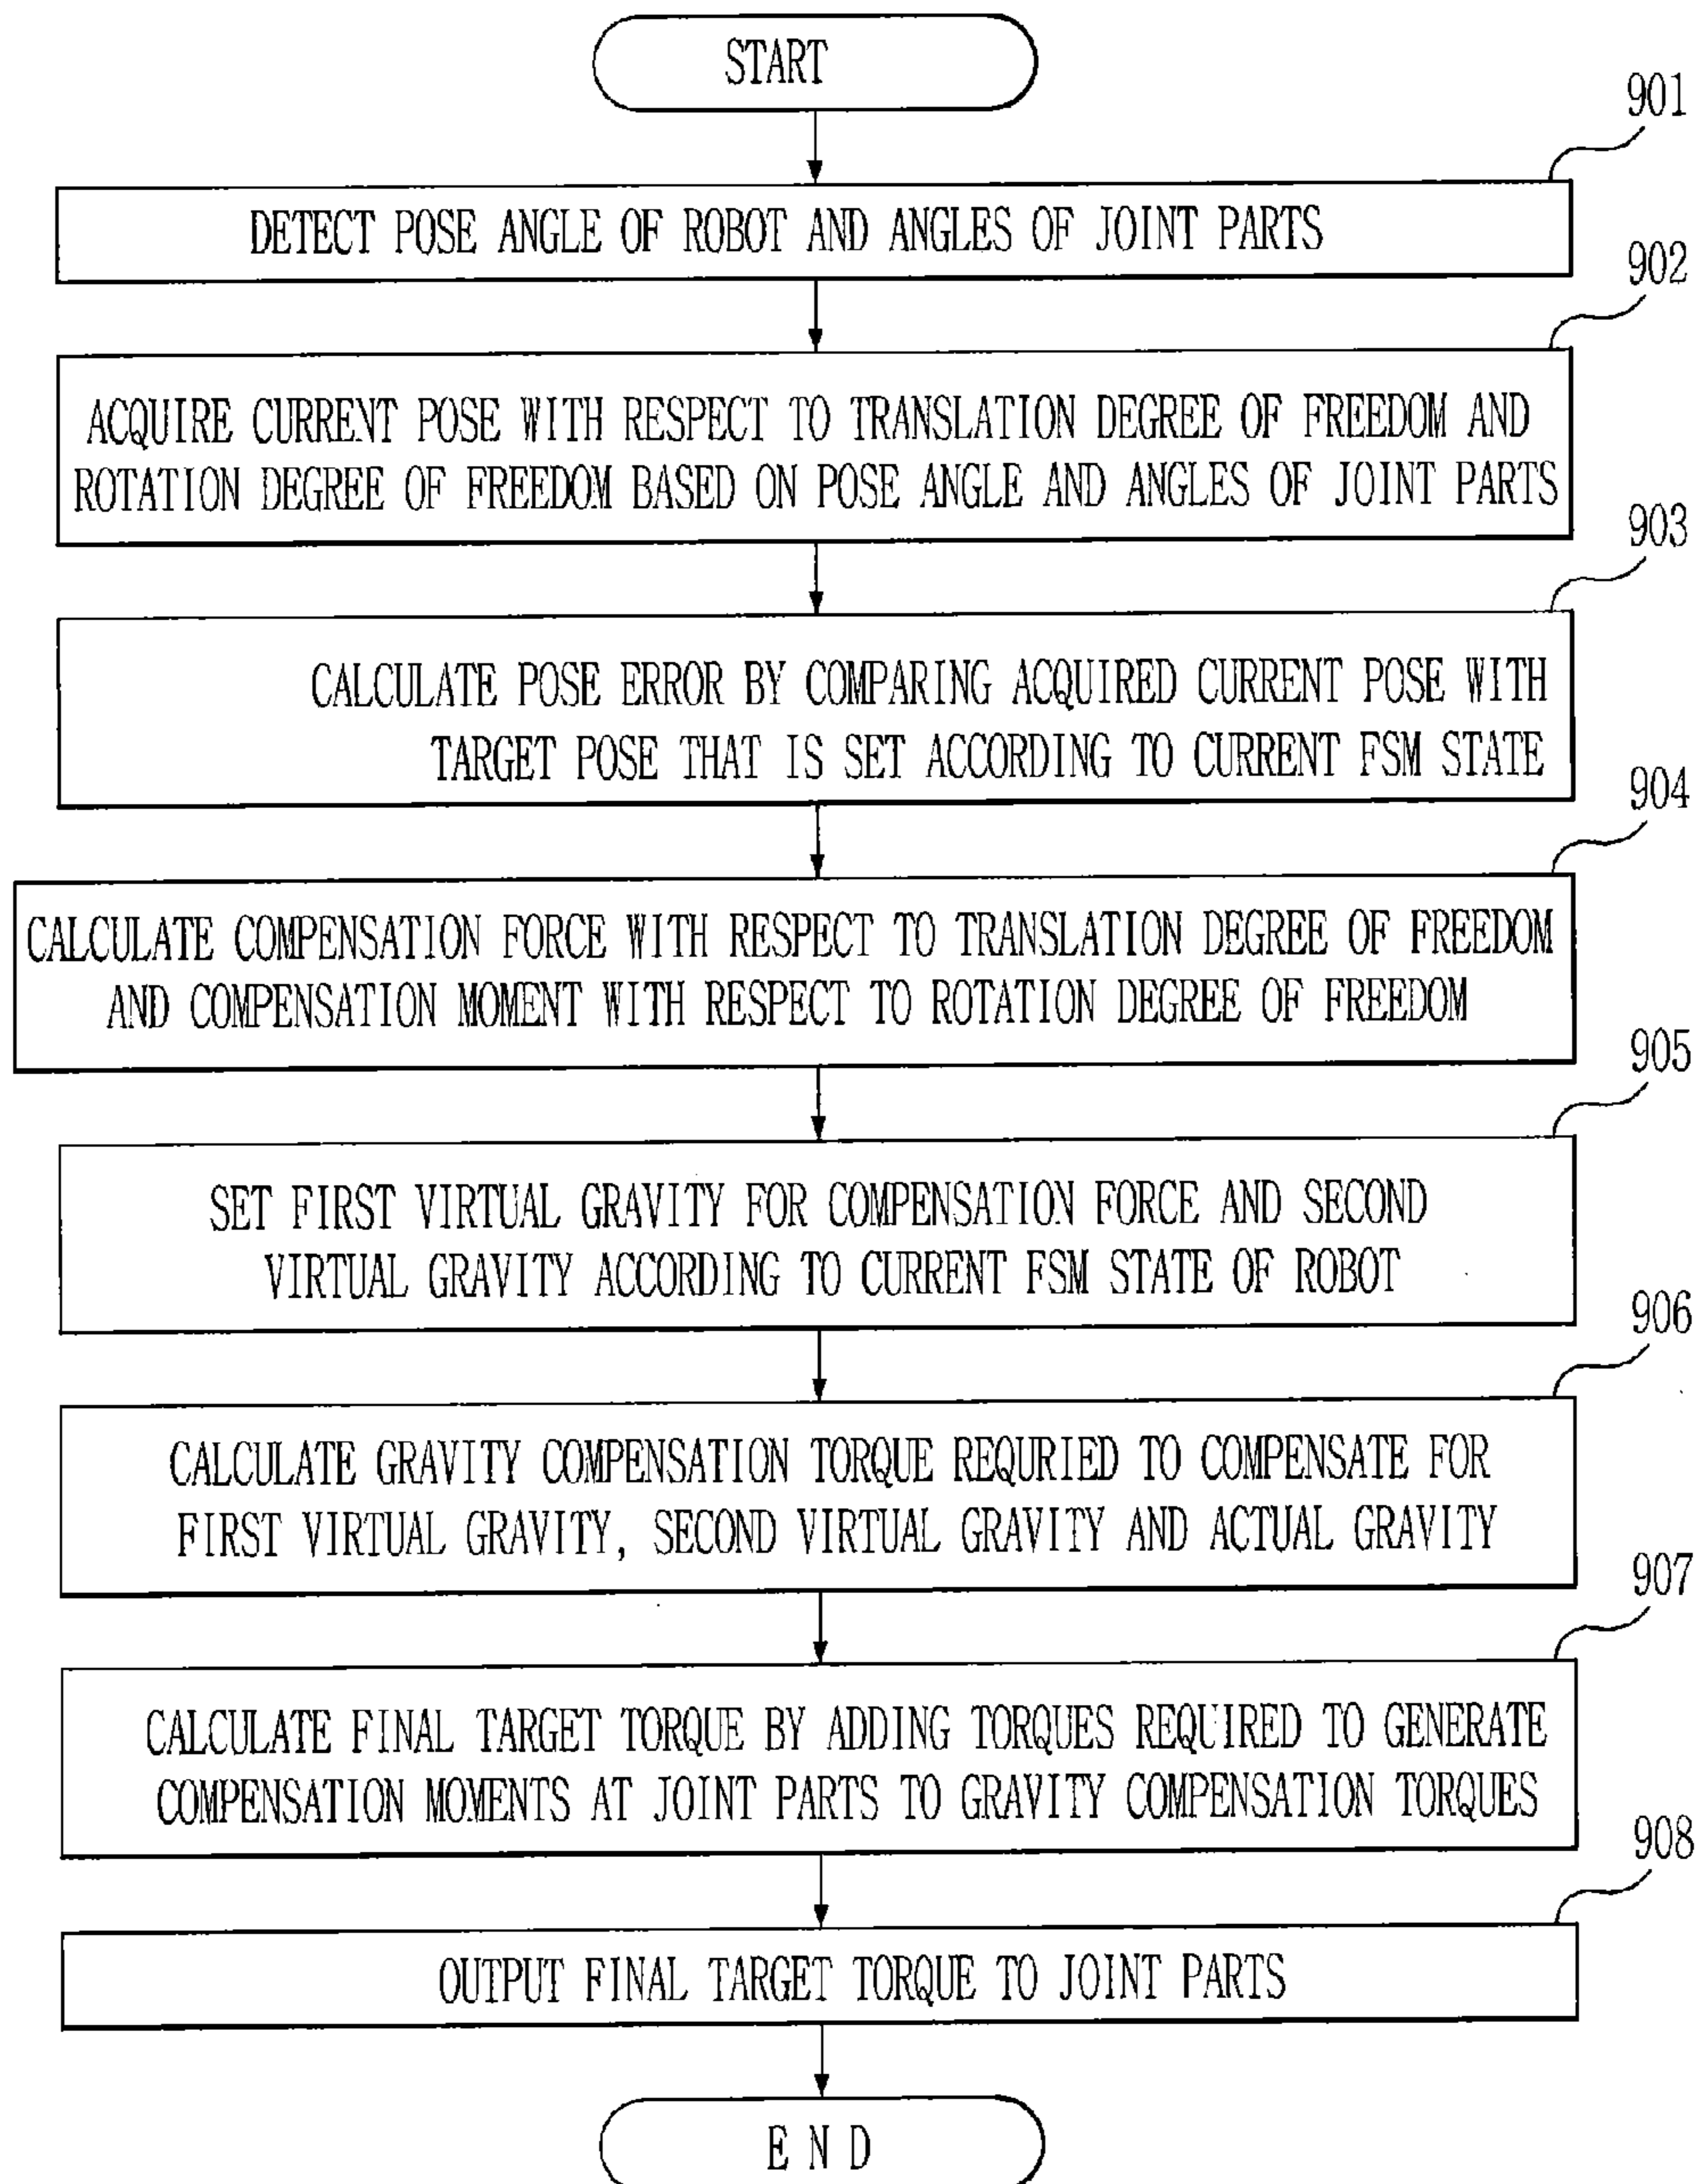 START
901
DETECT POSE ANGLE OF ROBOT AND ANGLES OF JOINT PARTS
902
ACQUIRE CURRENT POSE WITH RESPECT TO TRANSLATION DEGREE OF FREEDOM AND
ROTATION DEGREE OF FREEDOM BASED ON POSE ANGLE AND ANGLES OF JOINT PARTS
903
CALCULATE POSE ERROR BY COMPARING ACQUIRED CURRENT POSE WITH
TARGET POSE THAT IS SET ACCORDING TO CURRENT FSM STATE
904
CALCULATE COMPENSATION FORCE WITH RESPECT TO TRANSLATION DEGREE OF FREEDOM
AND COMPENSATION MOMENT WITH RESPECT TO ROTATION DEGREE OF FREEDOM
905
SET FIRST VIRTUAL GRAVITY FOR COMPENSATION FORCE AND SECOND
VIRTUAL GRAVITY ACCORDING TO CURRENT FSM STATE OF ROBOT
906
CALCULATE GRAVITY COMPENSATION TORQUE REQURIED TO COMPENSATE FOR
FIRST VIRTUAL GRAVITY, SECOND VIRTUAL GRAVITY AND ACTUAL GRAVITY
907
CALCULATE FINAL TARGET TORQUE BY ADDING TORQUES REQUIRED TO GENERATE
COMPENSATION MOMENTS AT JOINT PARTS TO GRAVITY COMPENSATION TORQUES
908
OUTPUT FINAL TARGET TORQUE TO JOINT PARTS
END